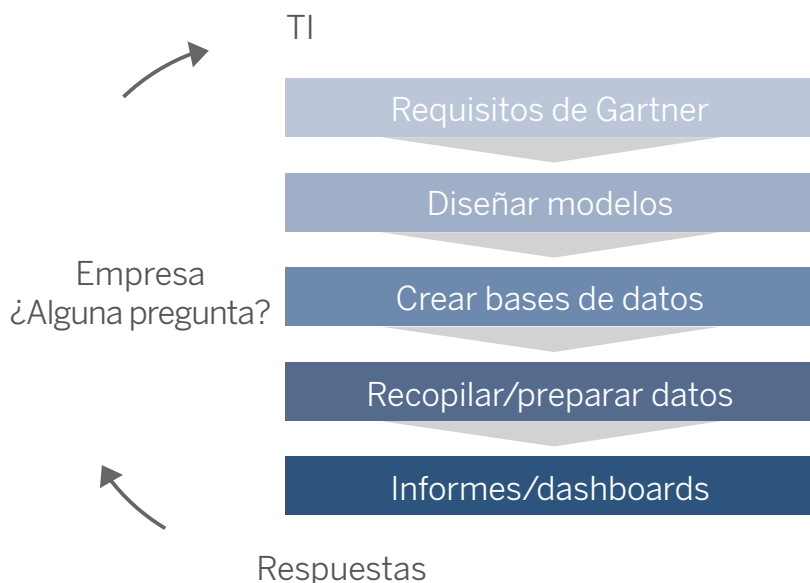 TI
Requisitos de Gartner
Diseñar modelos
Empresa
¿Alguna pregunta?
Crear bases de datos
Recopilar/preparar datos
Informes/dashboards
Respuestas